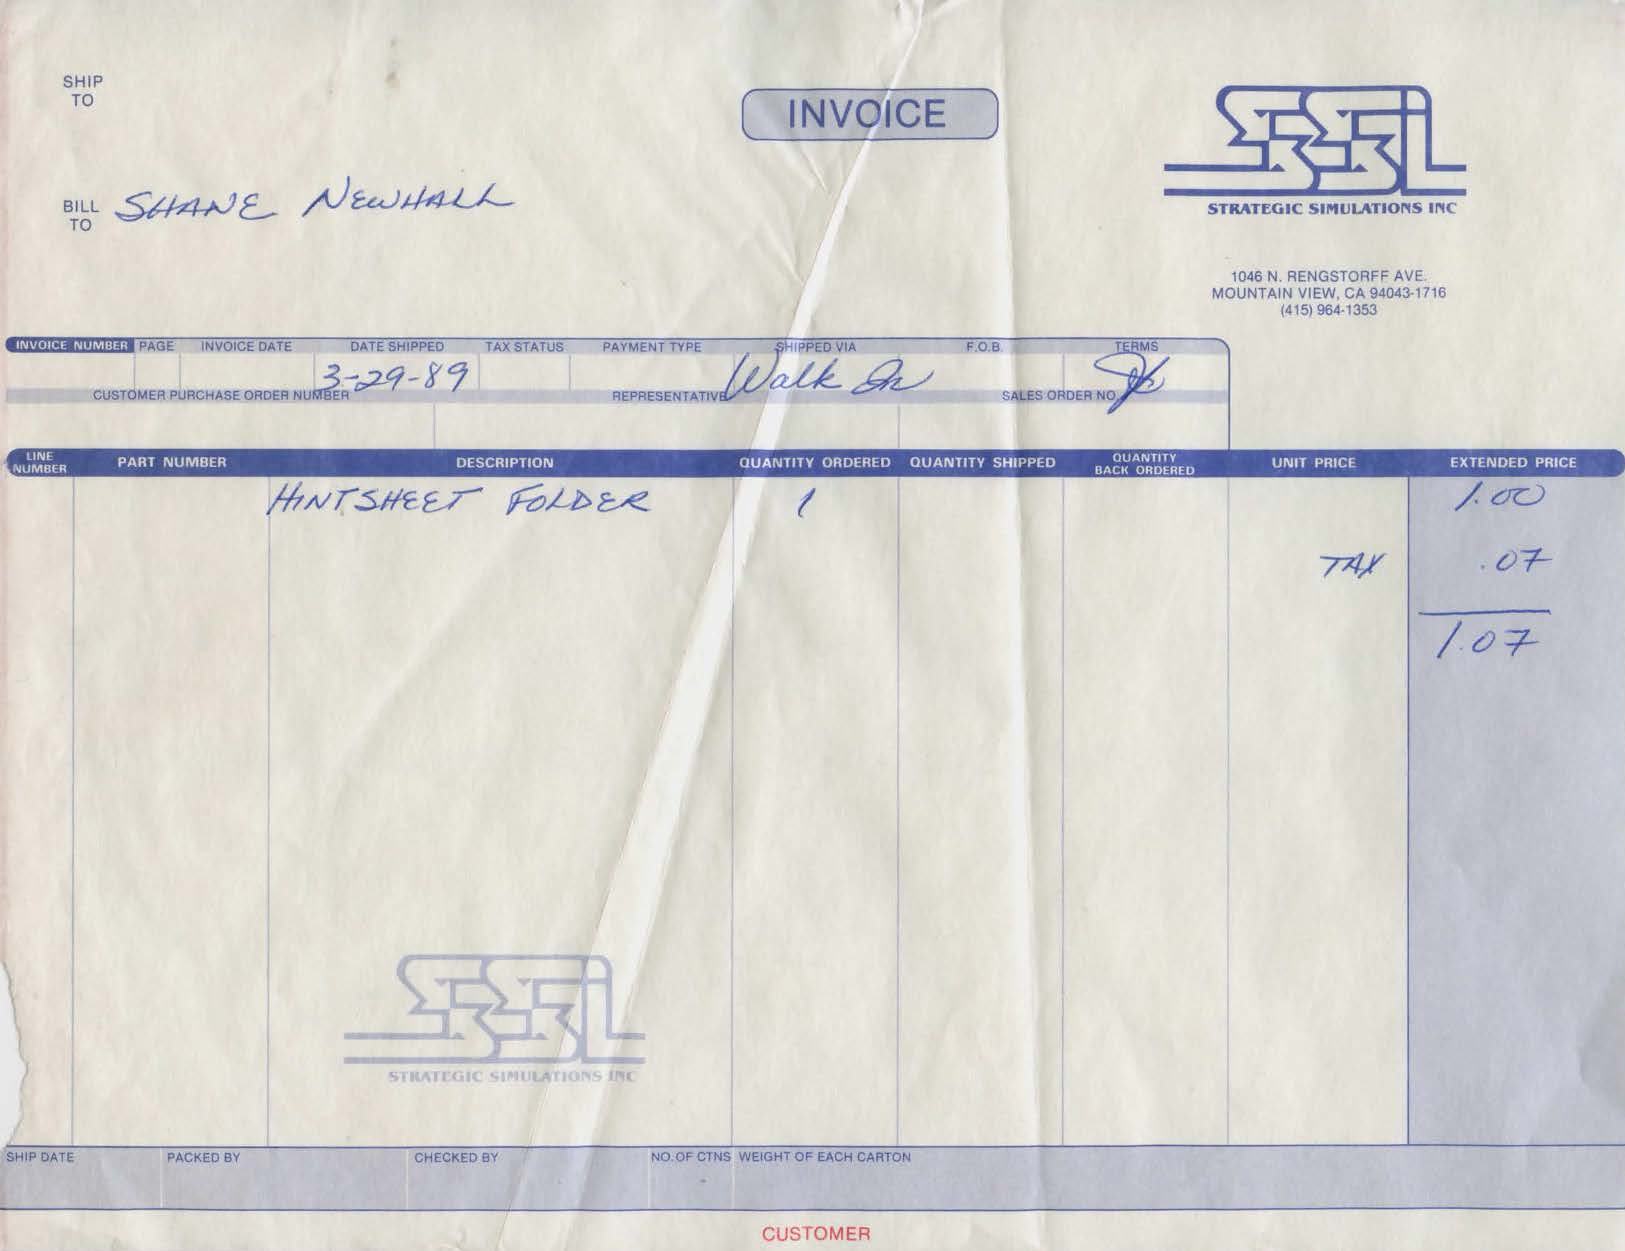 SHIP
TO
INVOICE
SSI
STRATEGIC SIMULATIONS INC
BILL
TO
SHANE NEWHALL
1046 N. RENGSTORFF AVE.
MOUNTAIN VIEW, CA 94043-1716
(415) 964-1353
INVOICE NUMBER PAGE INVOICE DATE DATE SHIPPED TAX STATUS PAYMENT TYPE SHIPPED VIA F.O.B. TERMS
3-29-89 Walk In
CUSTOMER PURCHASE ORDER NUMBER REPRESENTATIVE SALES ORDER NO.
LINE NUMBER PART NUMBER DESCRIPTION QUANTITY ORDERED QUANTITY SHIPPED QUANTITY BACK ORDERED UNIT PRICE EXTENDED PRICE
HINTSHEET FOLDER 1 1.00
TAX .07
1.07
SSI
STRATEGIC SIMULATIONS INC
SHIP DATE PACKED BY CHECKED BY NO. OF CTNS WEIGHT OF EACH CARTON
CUSTOMER